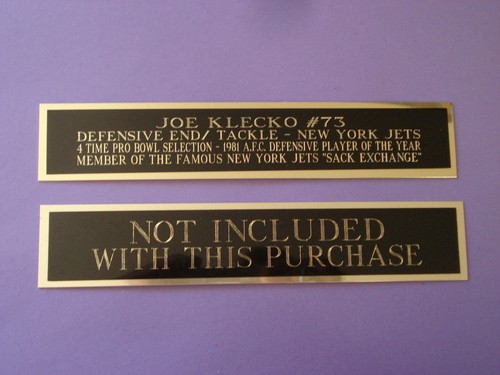 JOE KLECKO #73
DEFENSIVE END/ TACKLE - NEW YORK JETS
4 TIME PRO BOWL SELECTION - 1981 A.F.C. DEFENSIVE PLAYER OF THE YEAR
MEMBER OF THE FAMOUS NEW YORK JETS "SACK EXCHANGE"
NOT INCLUDED
WITH THIS PURCHASE